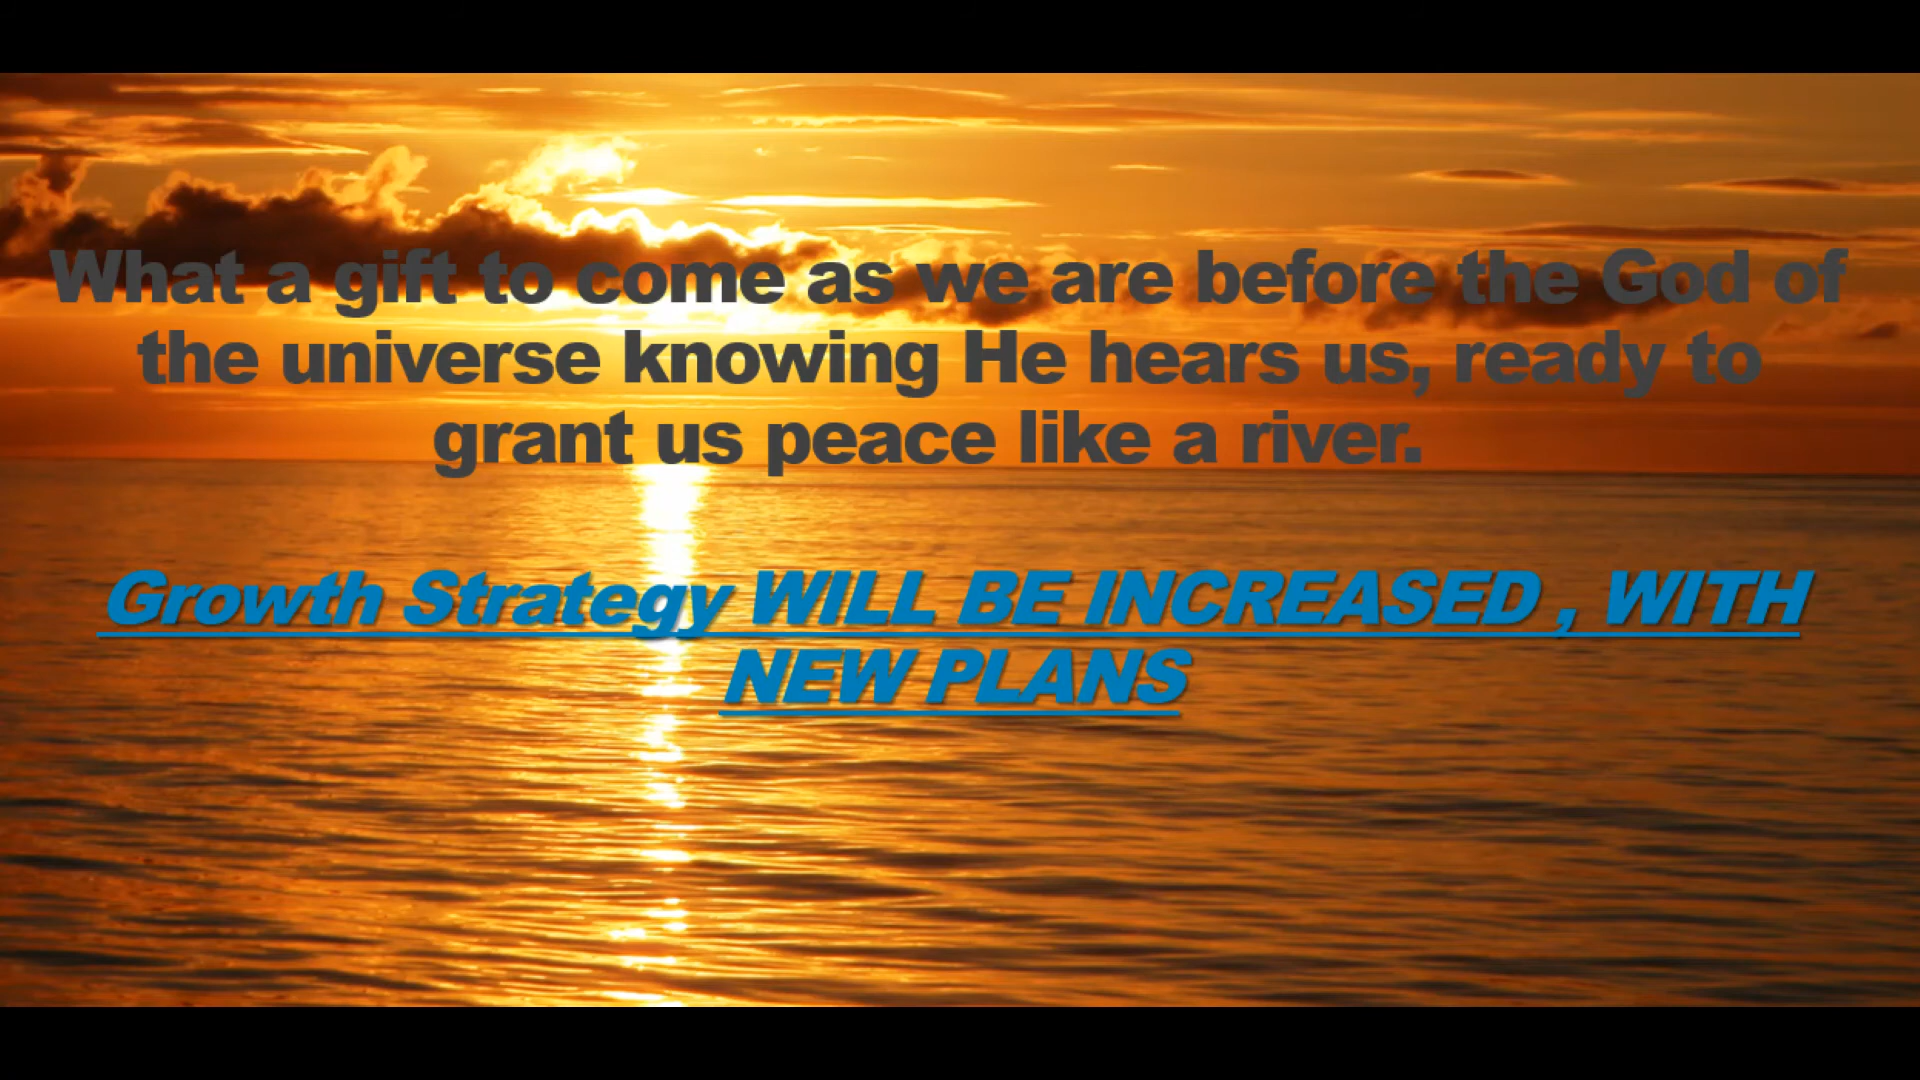 What a gift to come as we are before the God of
the universe knowing He hears us, ready to
grant us peace like a river.
Growth Strategy WILL BE INCREASED , WITH
NEW PLANS